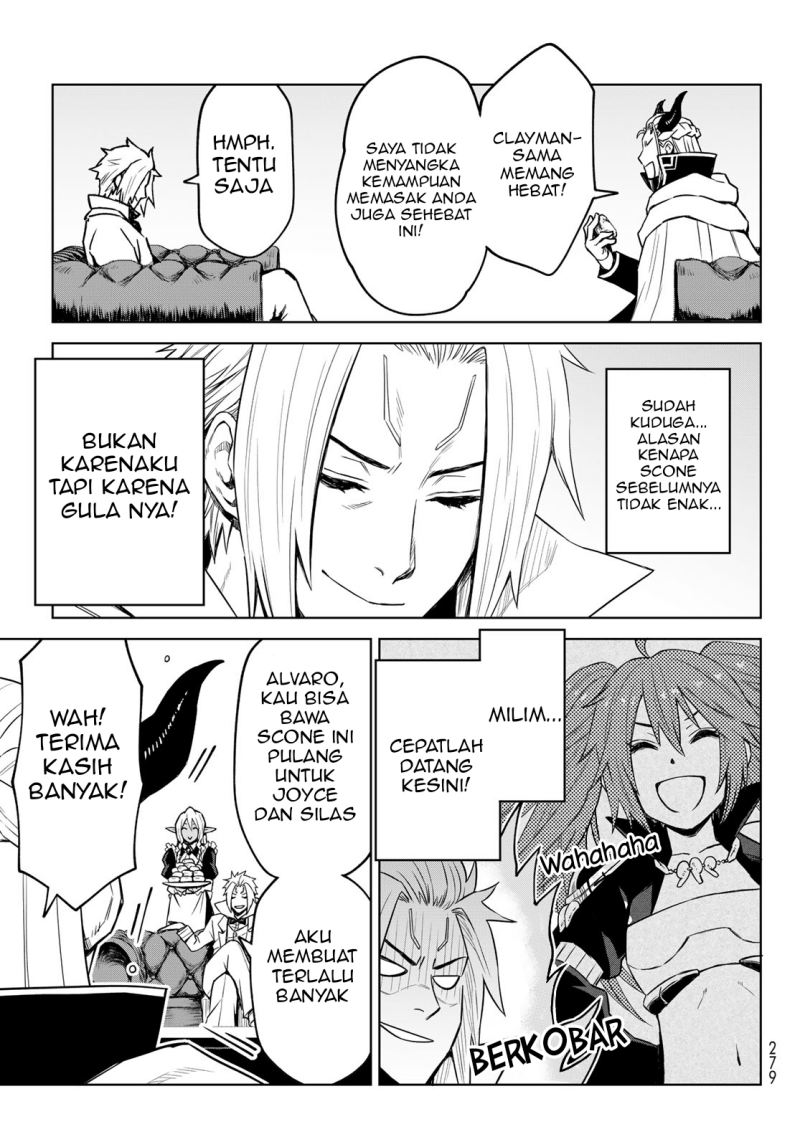 CLAYMAN-
SAMA
MEMANG
HEBAT!
SAYA TIDAK
MENYANGKA
KEMAMPUAN
MEMASAK ANDA
JUGA SEHEBAT
INI!
HMPH.
TENTU
SAJA
SUDAH
KUDUGA...
ALASAN
KENAPA
SCONE
SEBELUMNYA
TIDAK ENAK...
BUKAN
KARENAKU
TAPI KARENA
GULA NYA!
MILIM...
CEPATLAH
DATANG
KESINI!
Wahahaha
BERKOBAR
ALVARO,
KAU BISA
BAWA
SCONE INI
PULANG
UNTUK
JOYCE
DAN SILAS
AKU
MEMBUAT
TERLALU
BANYAK
WAH!
TERIMA
KASIH
BANYAK!
279